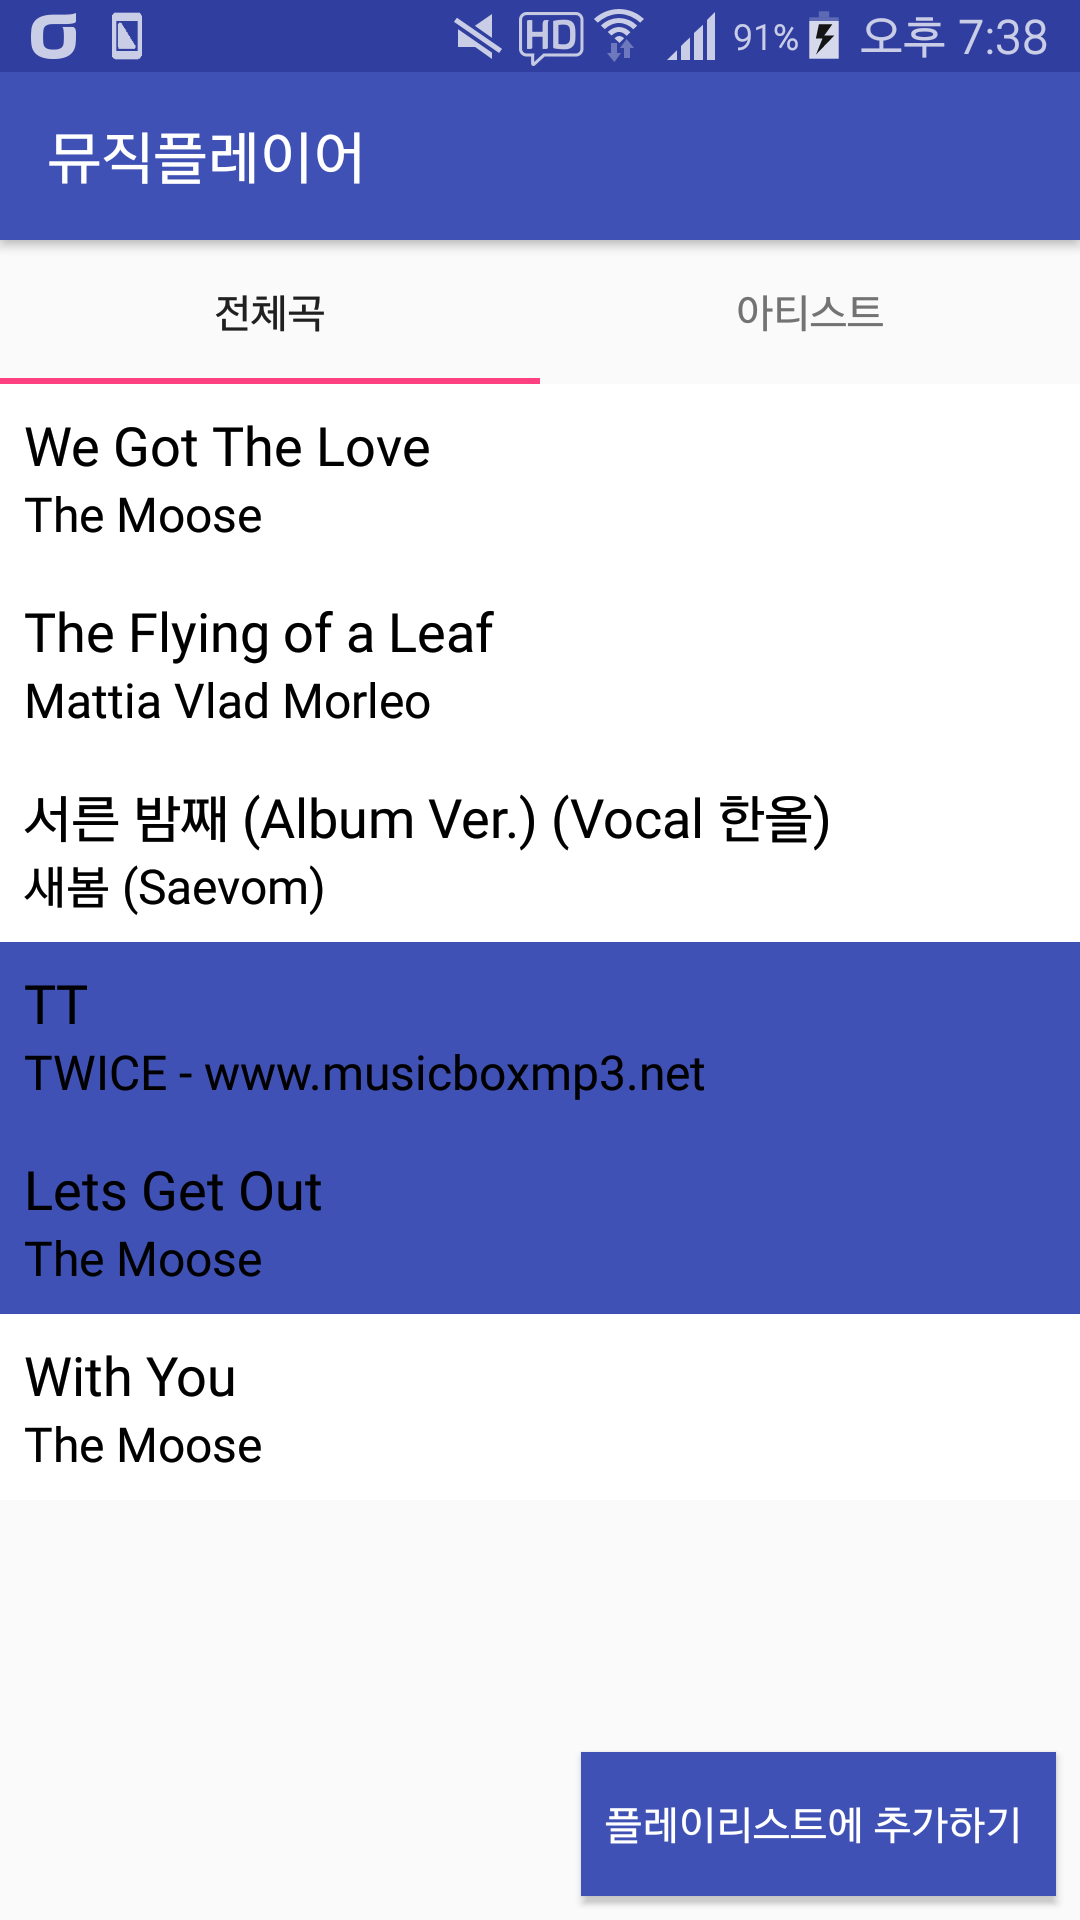 HD 91% 오후 7:38
뮤직플레이어
전체곡 아티스트
We Got The Love
The Moose
The Flying of a Leaf
Mattia Vlad Morleo
서른 밤째 (Album Ver.) (Vocal 한올)
새봄 (Saevom)
TT
TWICE - www.musicboxmp3.net
Lets Get Out
The Moose
With You
The Moose
플레이리스트에 추가하기